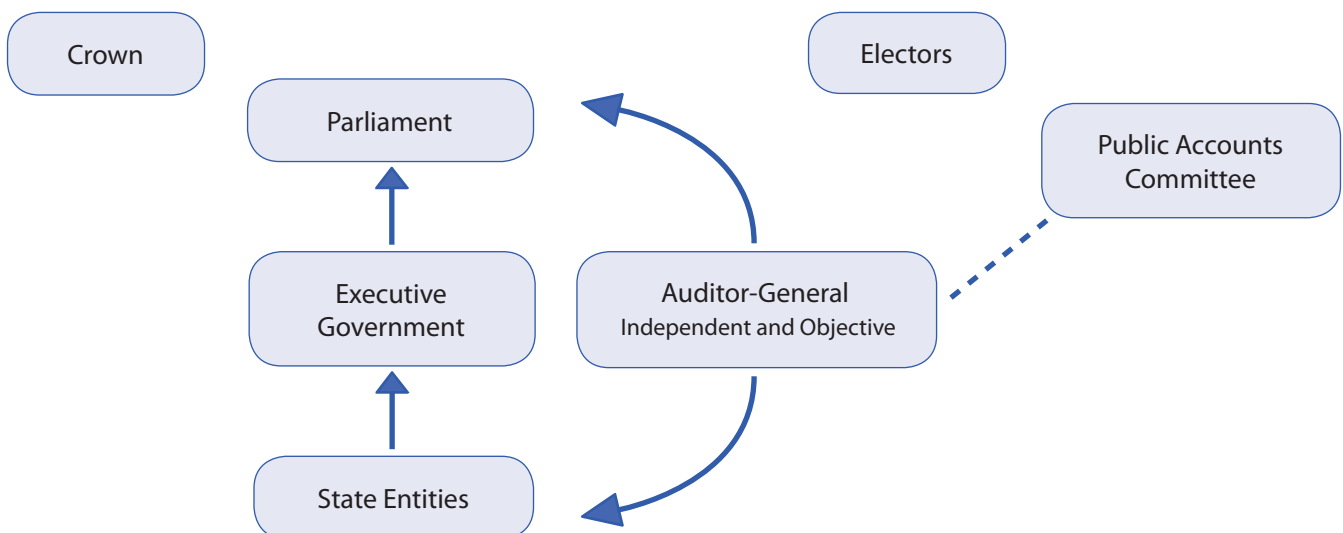 Crown
Electors
Parliament
Public Accounts
Committee
Executive
Government
Auditor-General
Independent and Objective
State Entities